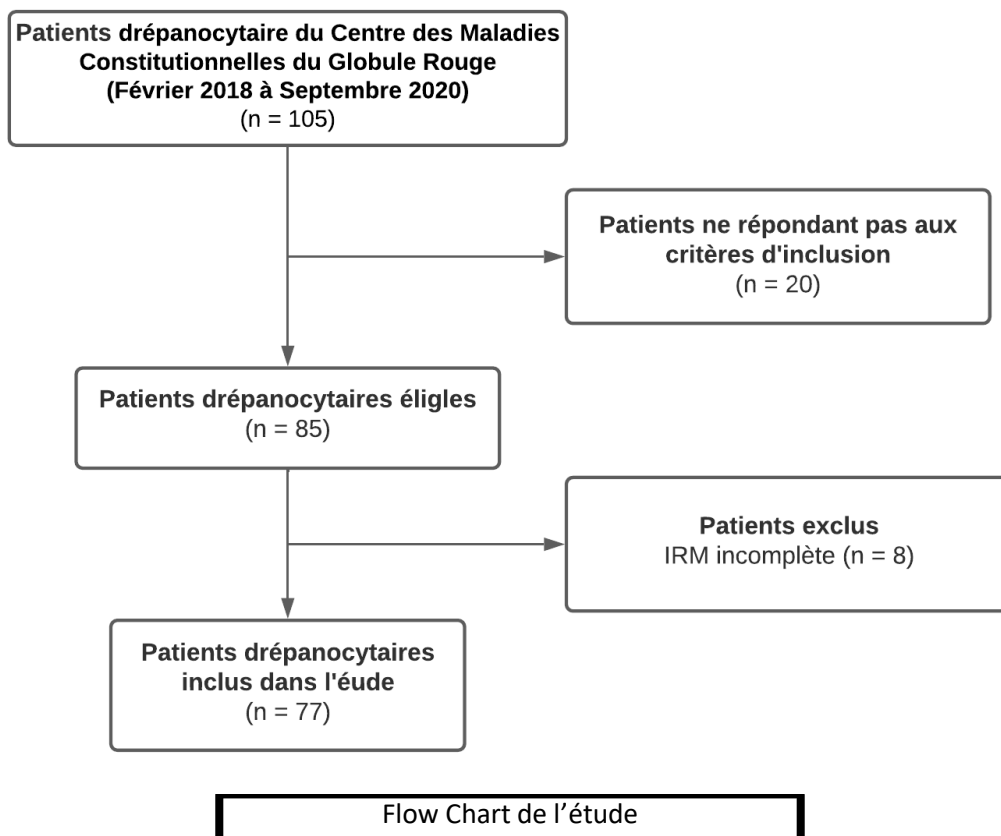 Patients drépanocytaire du Centre des Maladies
Constitutionnelles du Globule Rouge
(Février 2018 à Septembre 2020)
(n = 105)
Patients ne répondant pas aux
critères d'inclusion
(n = 20)
Patients drépanocytaires éligles
(n = 85)
Patients exclus
IRM incomplète (n = 8)
Patients drépanocytaires
inclus dans l'éude
(n = 77)
Flow Chart de l’étude